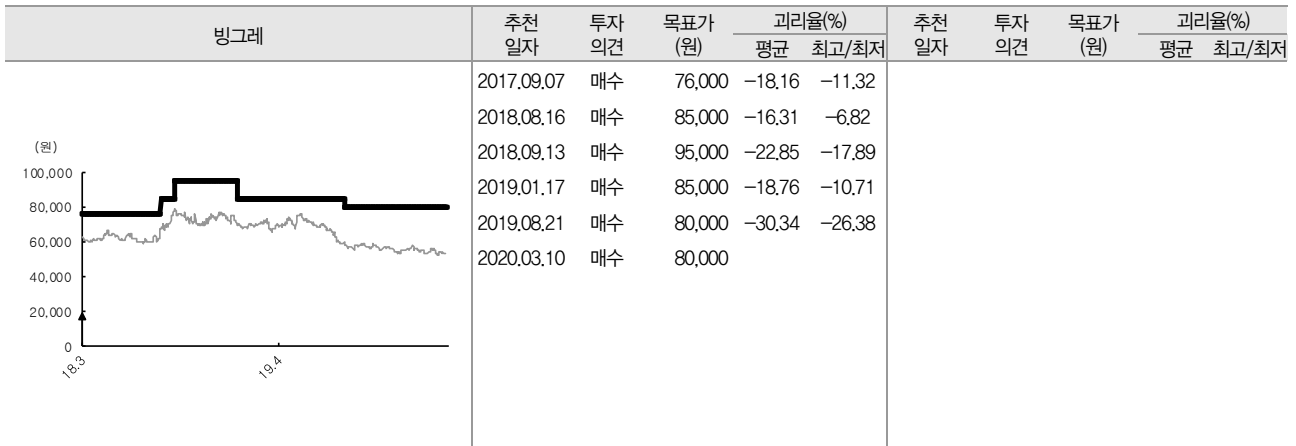 빙그레
추천 일자 투자 의견 목표가 (원) 괴리율(%) 평균 최고/최저
추천 일자 투자 의견 목표가 (원) 괴리율(%) 평균 최고/최저
2017.09.07 매수 76,000 -18.16 -11.32
2018.08.16 매수 85,000 -16.31 -6.82
2018.09.13 매수 95,000 -22.85 -17.89
2019.01.17 매수 85,000 -18.76 -10.71
2019.08.21 매수 80,000 -30.34 -26.38
2020.03.10 매수 80,000
(원)
100,000
80,000
60,000
40,000
20,000
0
18.3
19.4